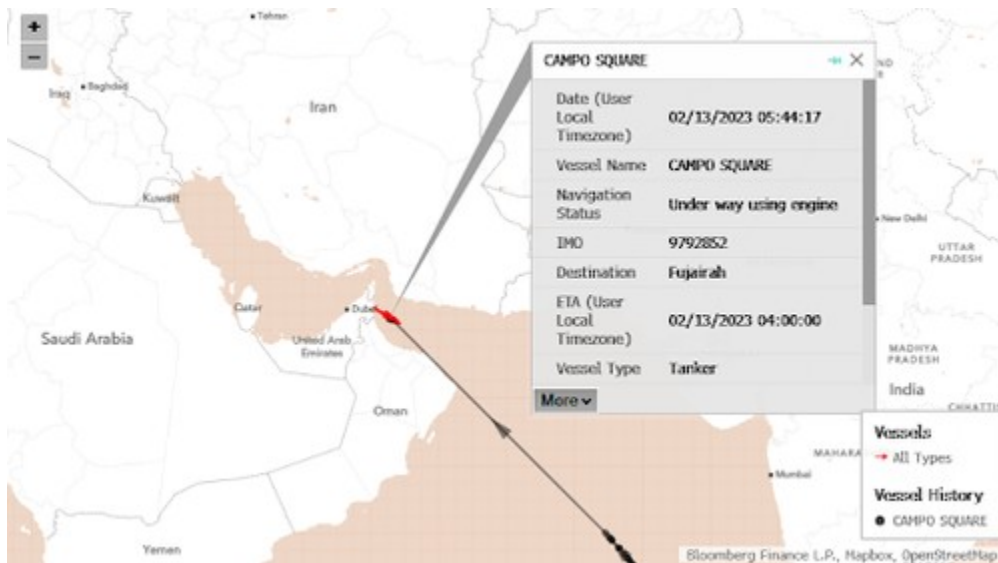 +
−
Tehran
Iraq
Baghdad
Iran
Kuwait
Qatar
Dubai
Saudi Arabia
United Arab
Emirates
Oman
Yemen
CAMPO SQUARE
Date (User
Local
Timezone)
02/13/2023 05:44:17
Vessel Name CAMPO SQUARE
Navigation
Status
Under way using engine
IMO 9792852
Destination Fujairah
ETA (User
Local
Timezone)
02/13/2023 04:00:00
Vessel Type Tanker
More
New Delhi
UTTAR
PRADESH
MADHYA
PRADESH
India
CHHATTI
MAHARA
Mumbai
Vessels
All Types
Vessel History
CAMPO SQUARE
Bloomberg Finance L.P., Mapbox, OpenStreetMap